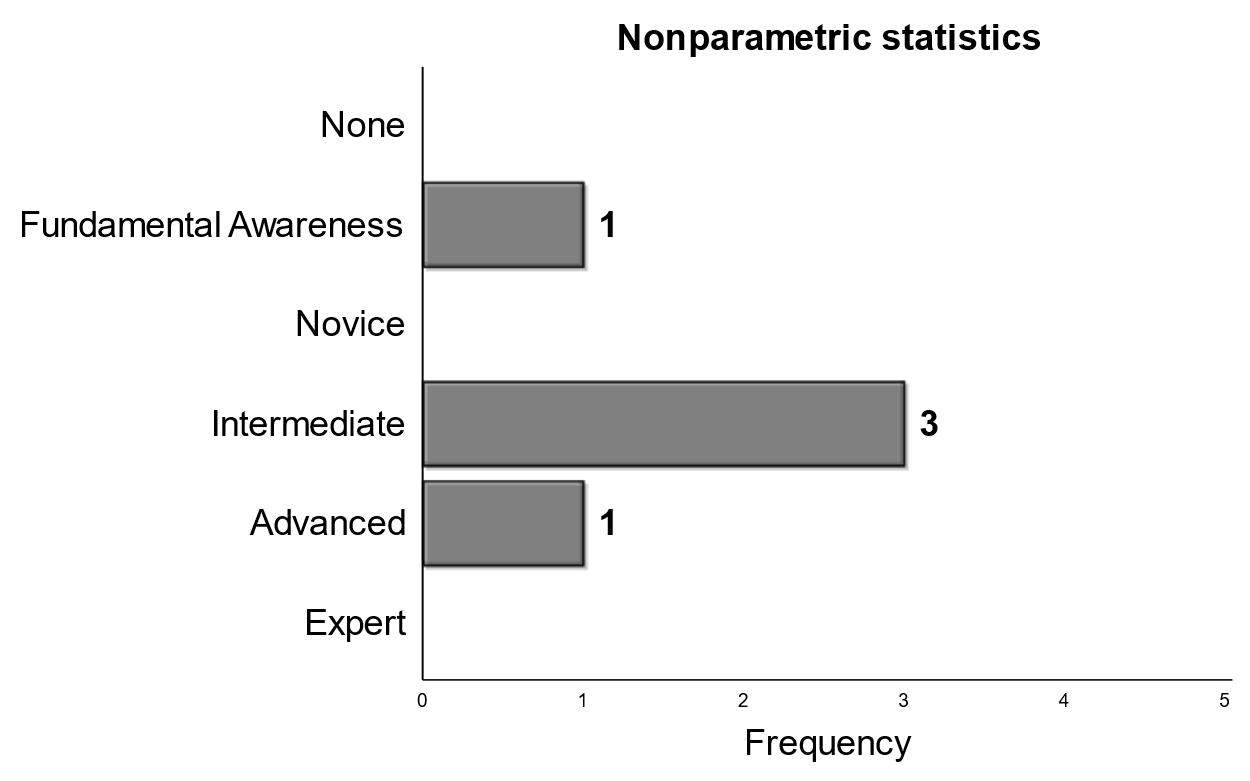 Nonparametric statistics
None
Fundamental Awareness 1
Novice
Intermediate 3
Advanced 1
Expert
0 1 2 3 4 5
Frequency